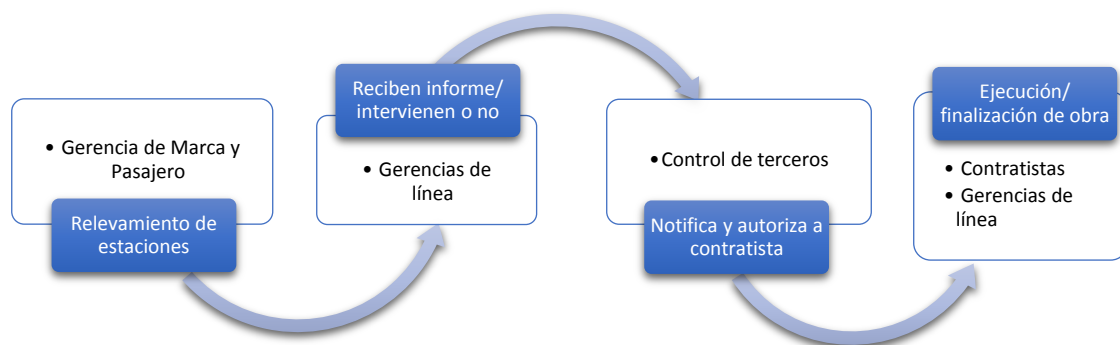 • Gerencia de Marca y
Pasajero
Relevamiento de
estaciones
Reciben informe/
intervienen o no
• Gerencias de
línea
•Control de terceros
Notifica y autoriza a
contratista
Ejecución/
finalización de obra
• Contratistas
• Gerencias de
línea